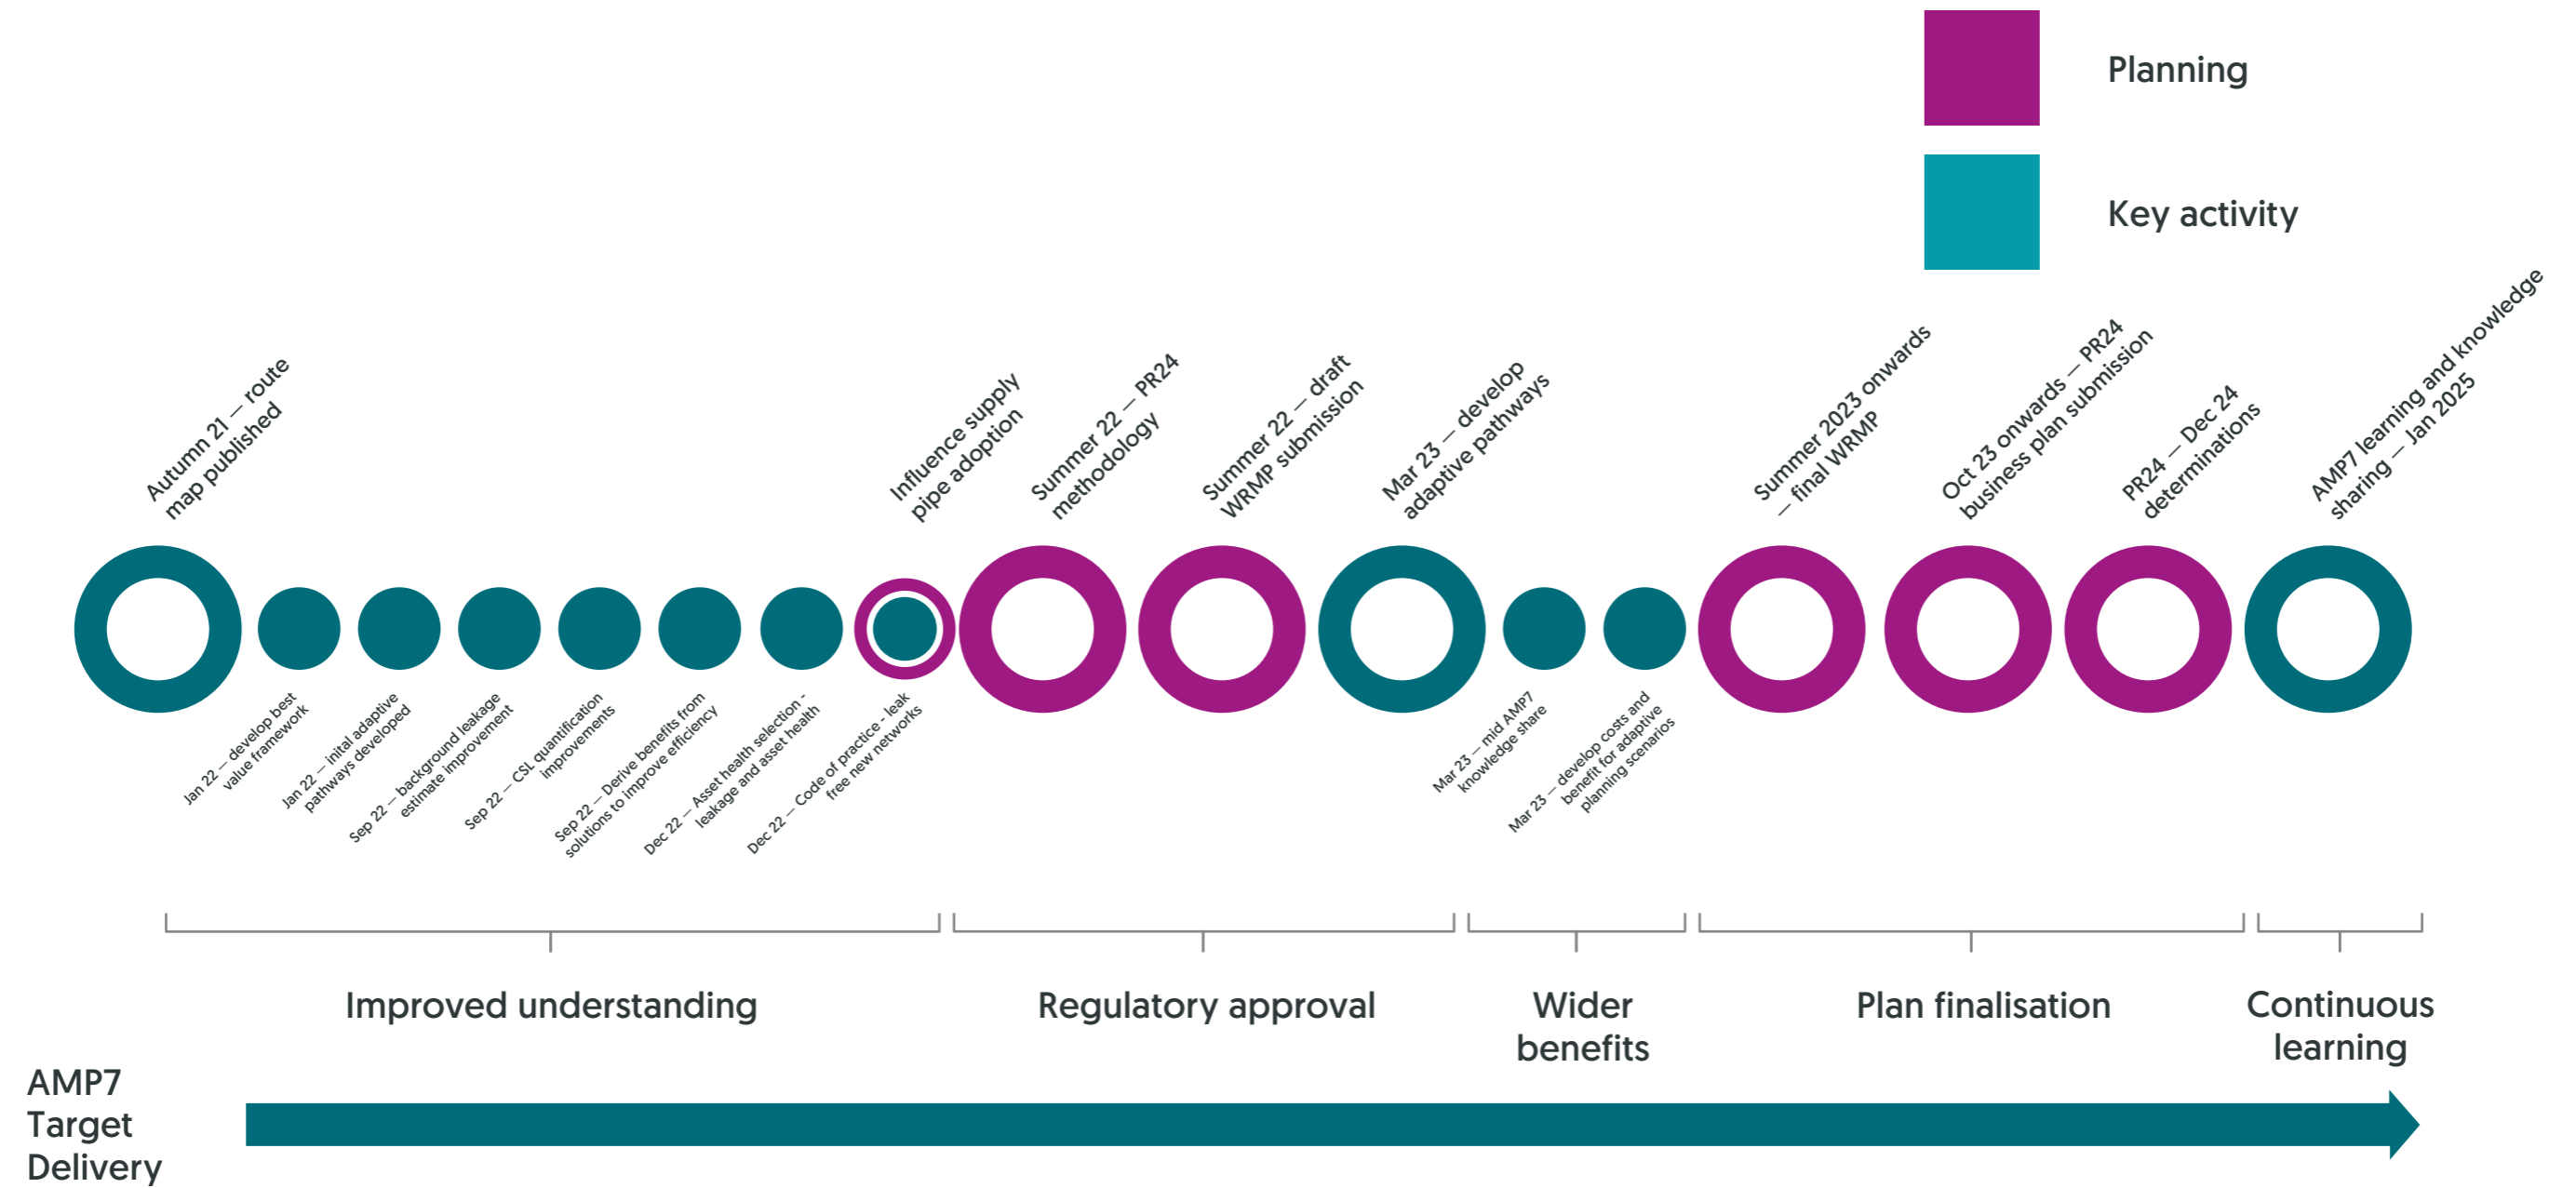 Planning
Key activity
Autumn 21 — route
map published
Influence supply
pipe adoption
Summer 22 — PR24
methodology
Summer 22 — draft
WRMP submission
Mar 23 — develop
adaptive pathways
Summer 2023 onwards
— final WRMP
Oct 23 onwards — PR24
business plan submission
PR24 — Dec 24
determinations
AMP7 learning and knowledge
sharing — Jan 2025
Jan 22 — develop best
value framework
Jan 22 — inital adaptive
pathways developed
Sep 22 — background leakage
estimate improvement
Sep 22 — CSL quantification
improvements
Sep 22 — Derive benefits from
solutions to improve efficiency
Dec 22 — Asset health selection -
leakage and asset health
Dec 22 — Code of practice - leak
free new networks
Mar 23 — mid AMP7
knowledge share
Mar 23 — develop costs and
benefit for adaptive
planning scenarios
Improved understanding
Regulatory approval
Wider
benefits
Plan finalisation
Continuous
learning
AMP7
Target
Delivery